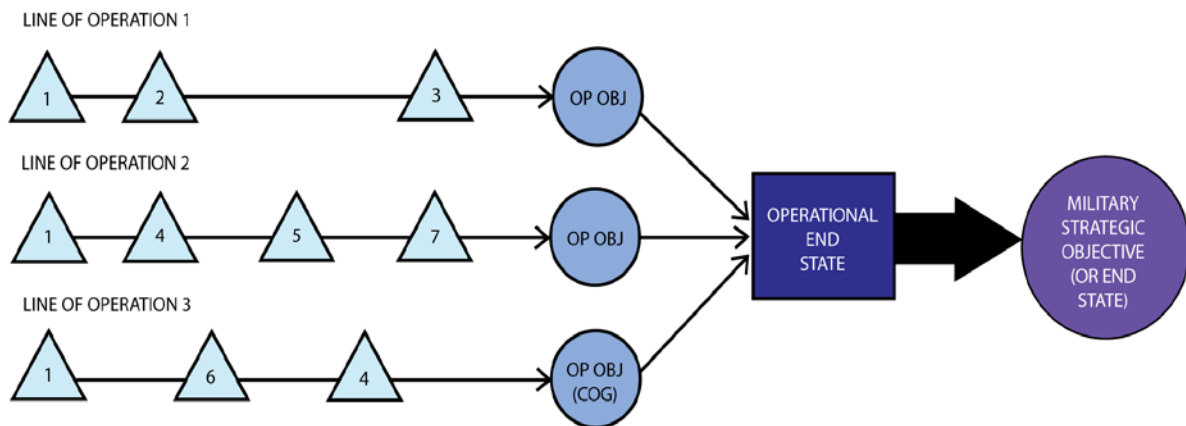 LINE OF OPERATION 1
1
2
3
OP OBJ
LINE OF OPERATION 2
1
4
5
7
OP OBJ
LINE OF OPERATION 3
1
6
4
OP OBJ
(COG)
OPERATIONAL
END
STATE
MILITARY
STRATEGIC
OBJECTIVE
(OR END
STATE)